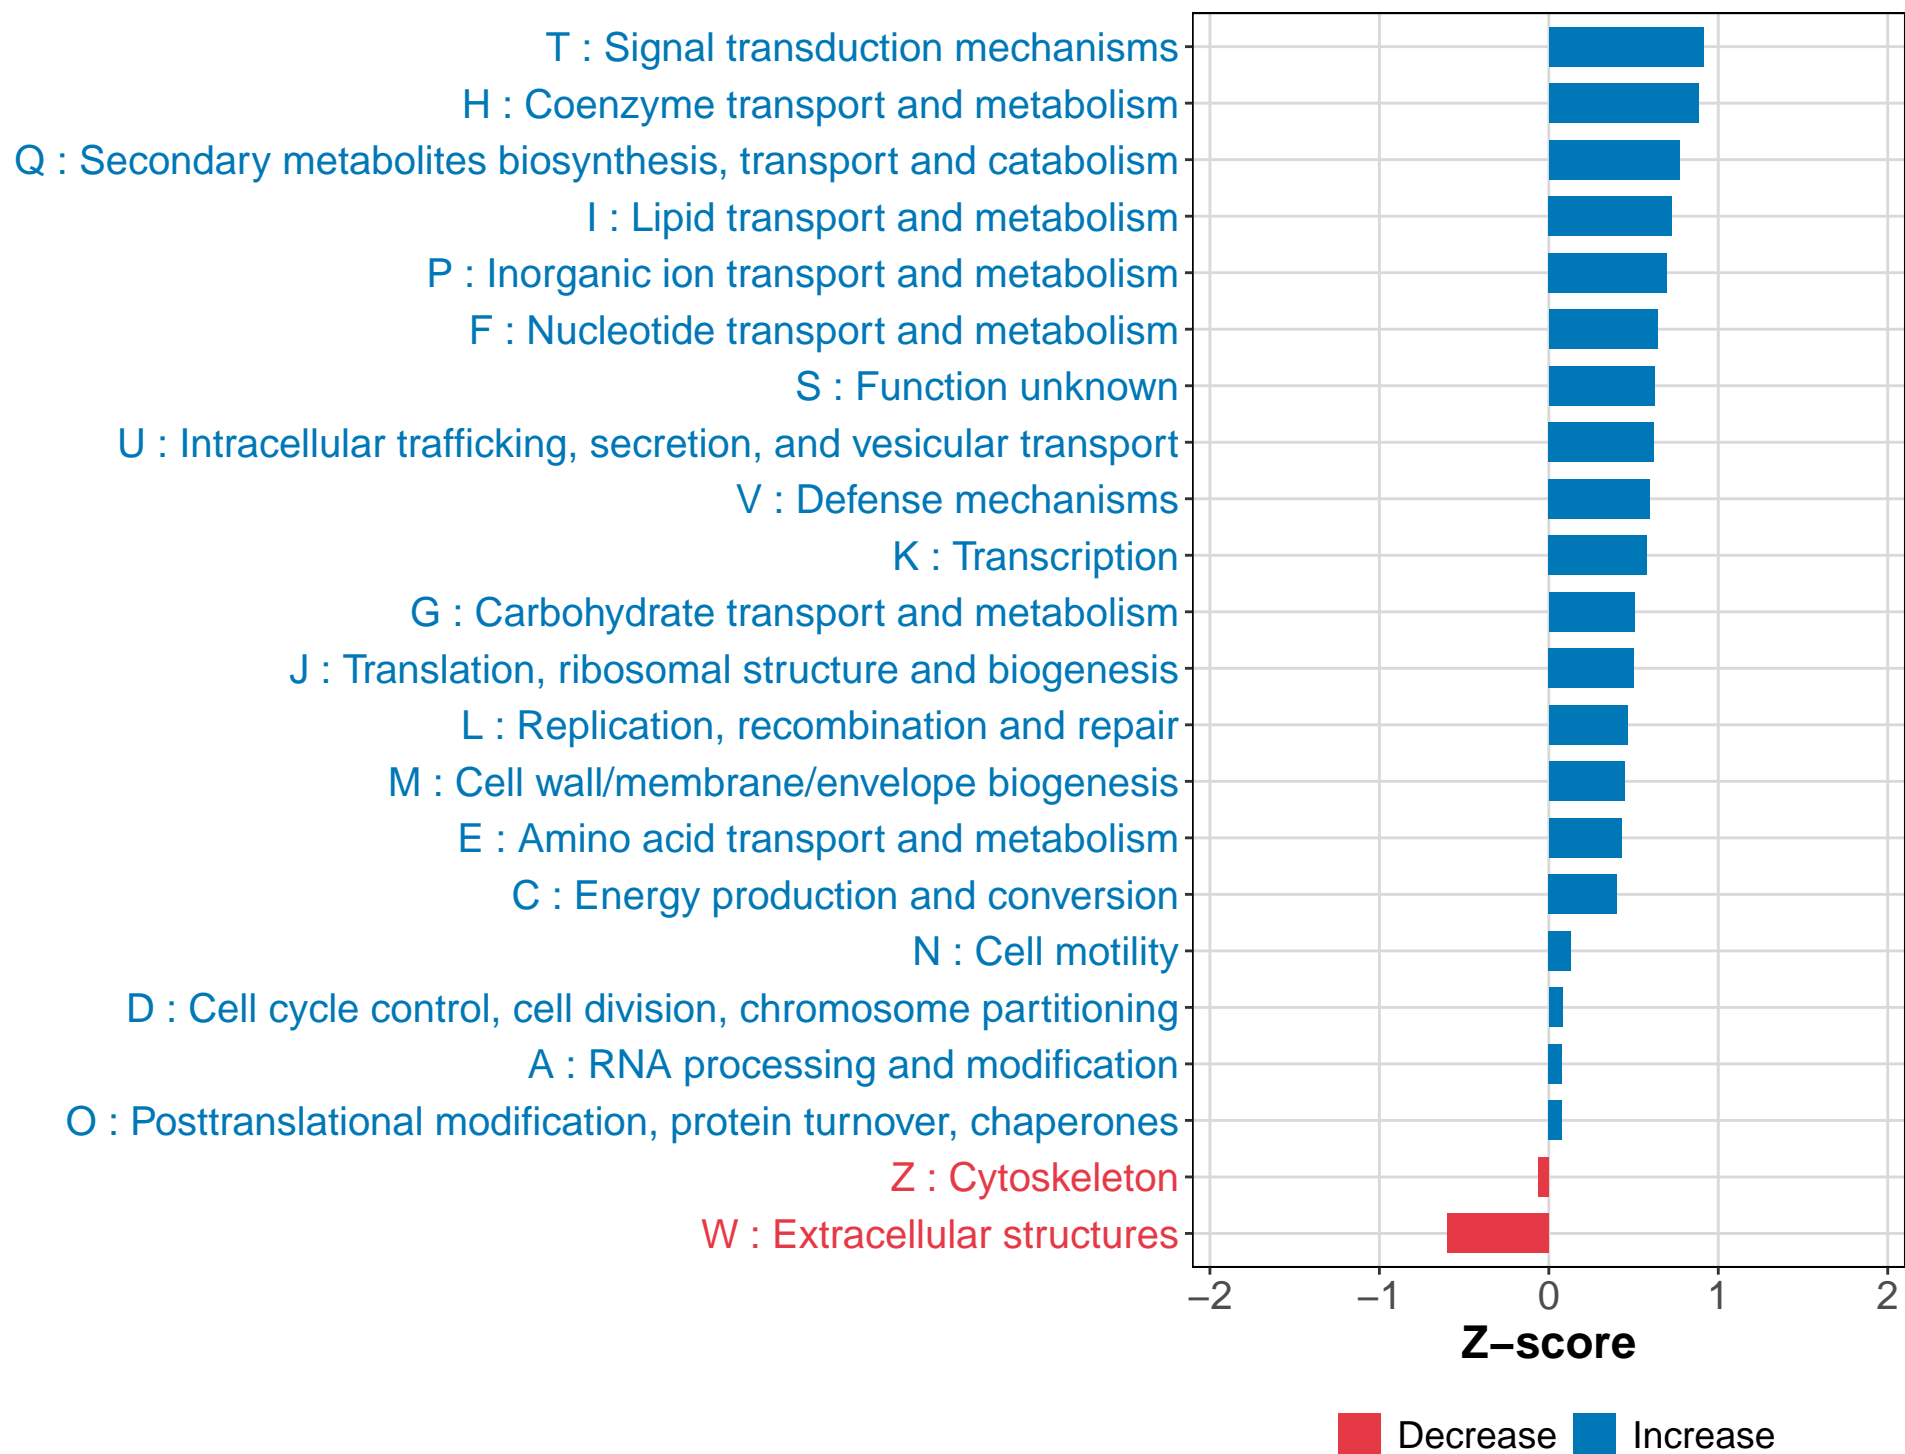 T : Signal transduction mechanisms
H : Coenzyme transport and metabolism
Q : Secondary metabolites biosynthesis, transport and catabolism
I : Lipid transport and metabolism
P : Inorganic ion transport and metabolism
F : Nucleotide transport and metabolism
S : Function unknown
U : Intracellular trafficking, secretion, and vesicular transport
V : Defense mechanisms
K : Transcription
G : Carbohydrate transport and metabolism
J : Translation, ribosomal structure and biogenesis
L : Replication, recombination and repair
M : Cell wall/membrane/envelope biogenesis
E : Amino acid transport and metabolism
C : Energy production and conversion
N : Cell motility
D : Cell cycle control, cell division, chromosome partitioning
A : RNA processing and modification
O : Posttranslational modification, protein turnover, chaperones
Z : Cytoskeleton
W : Extracellular structures
−2 −1 0 1 2
Z−score
Decrease Increase